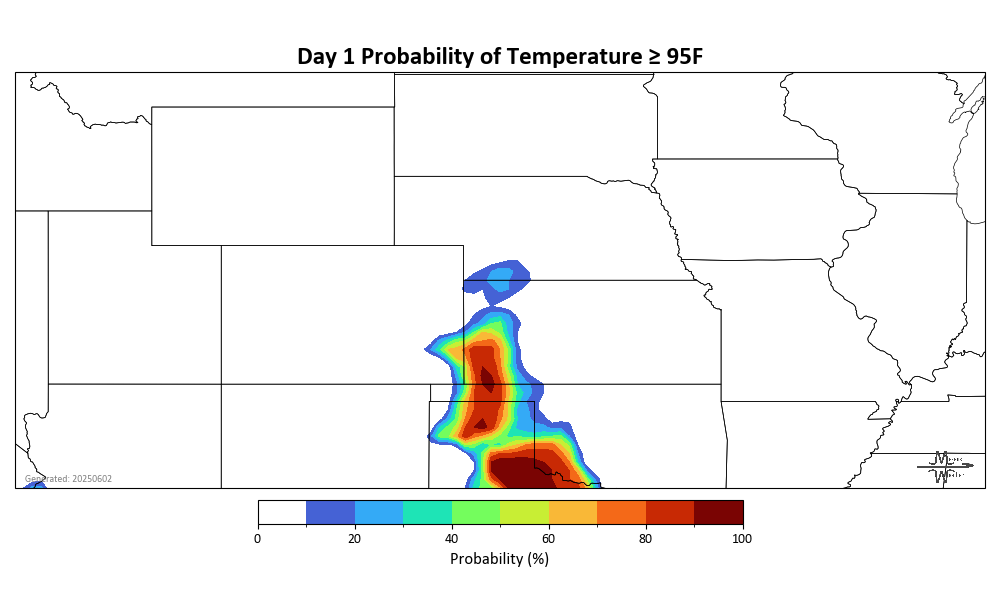 Day 1 Probability of Temperature ≥ 95F
Generated: 20250602
0 20 40 60 80 100
Probability (%)